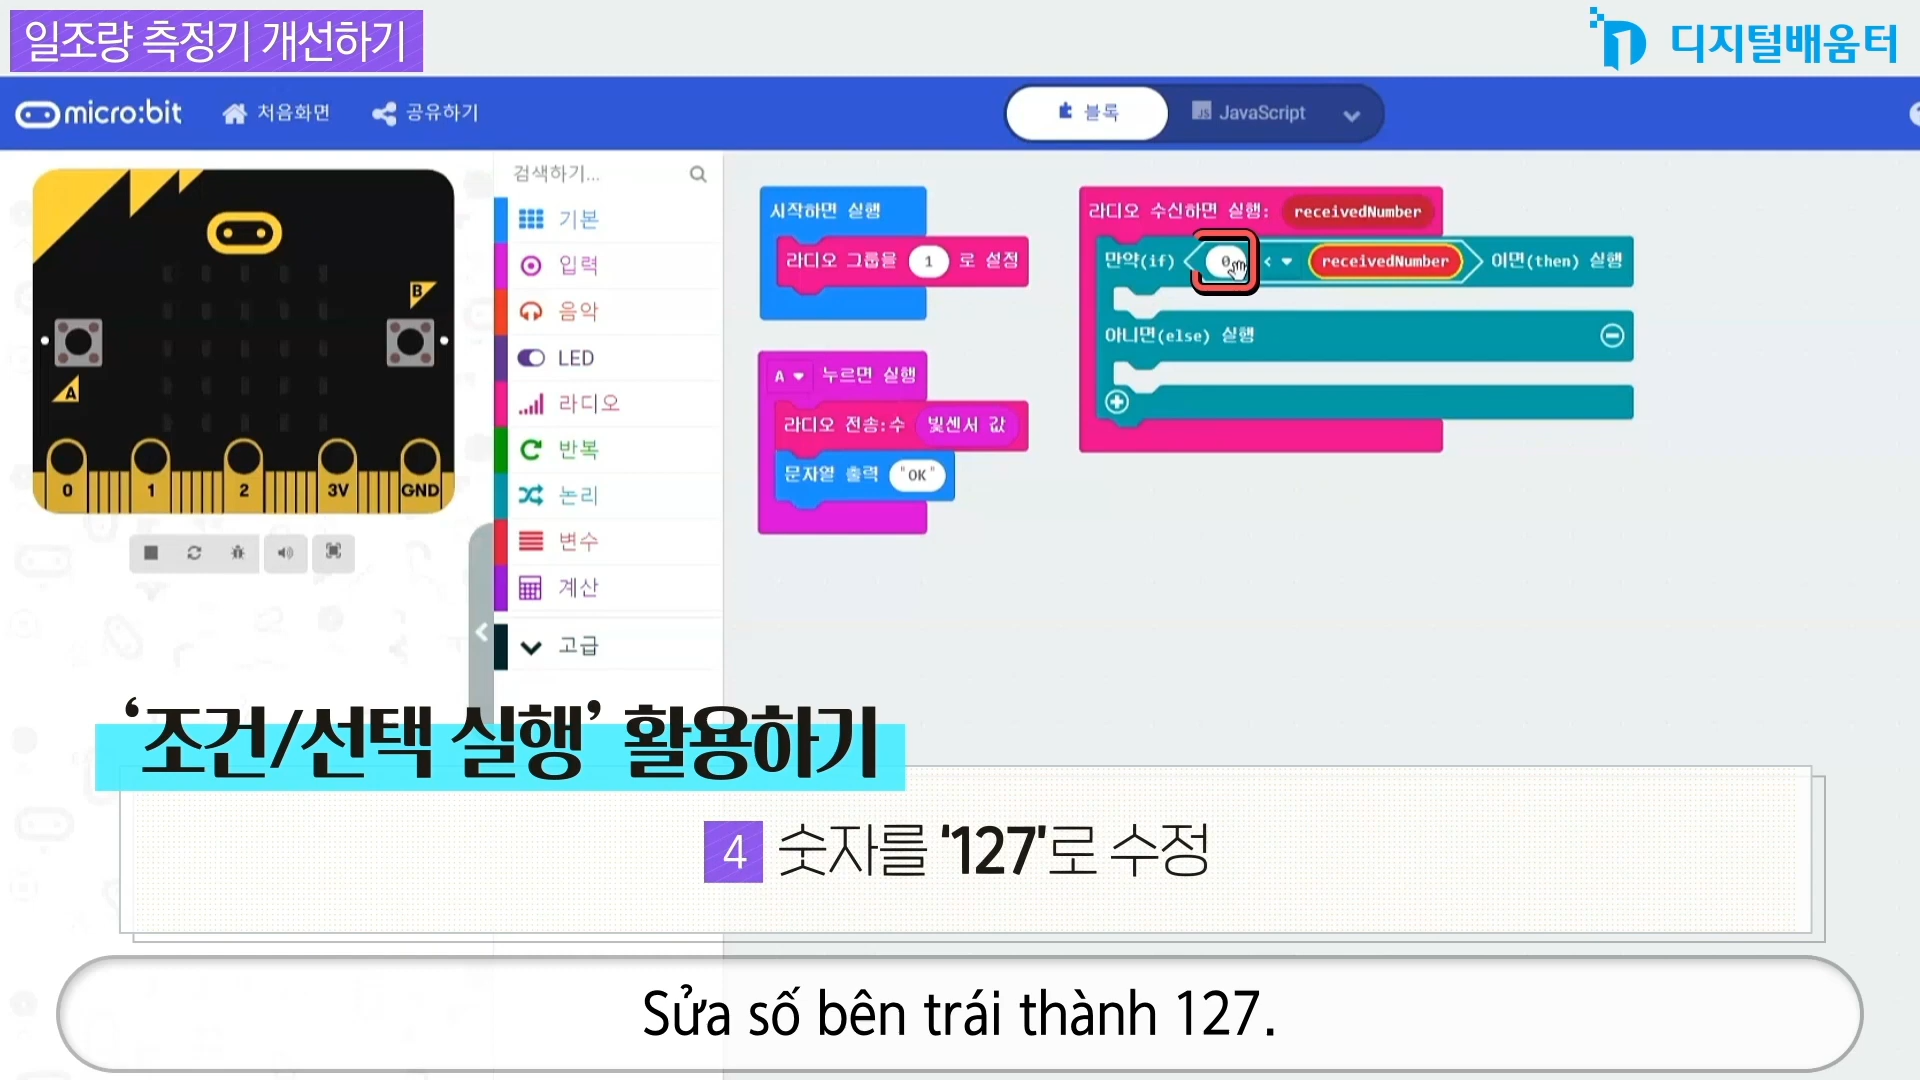 일조량 측정기 개선하기
디지털배움터
micro:bit
처음화면
공유하기
블록
JavaScript
검색하기...
기본
입력
음악
LED
라디오
반복
논리
변수
계산
고급
A
B
0
1
2
3V
GND
시작하면 실행
라디오 그룹을 1 로 설정
A 누르면 실행
라디오 전송:수 빛센서 값
문자열 출력 "OK"
라디오 수신하면 실행: receivedNumber
만약(if) 0 < receivedNumber 이면(then) 실행
아니면(else) 실행
‘조건/선택 실행’ 활용하기
4 숫자를 '127'로 수정
Sửa số bên trái thành 127.